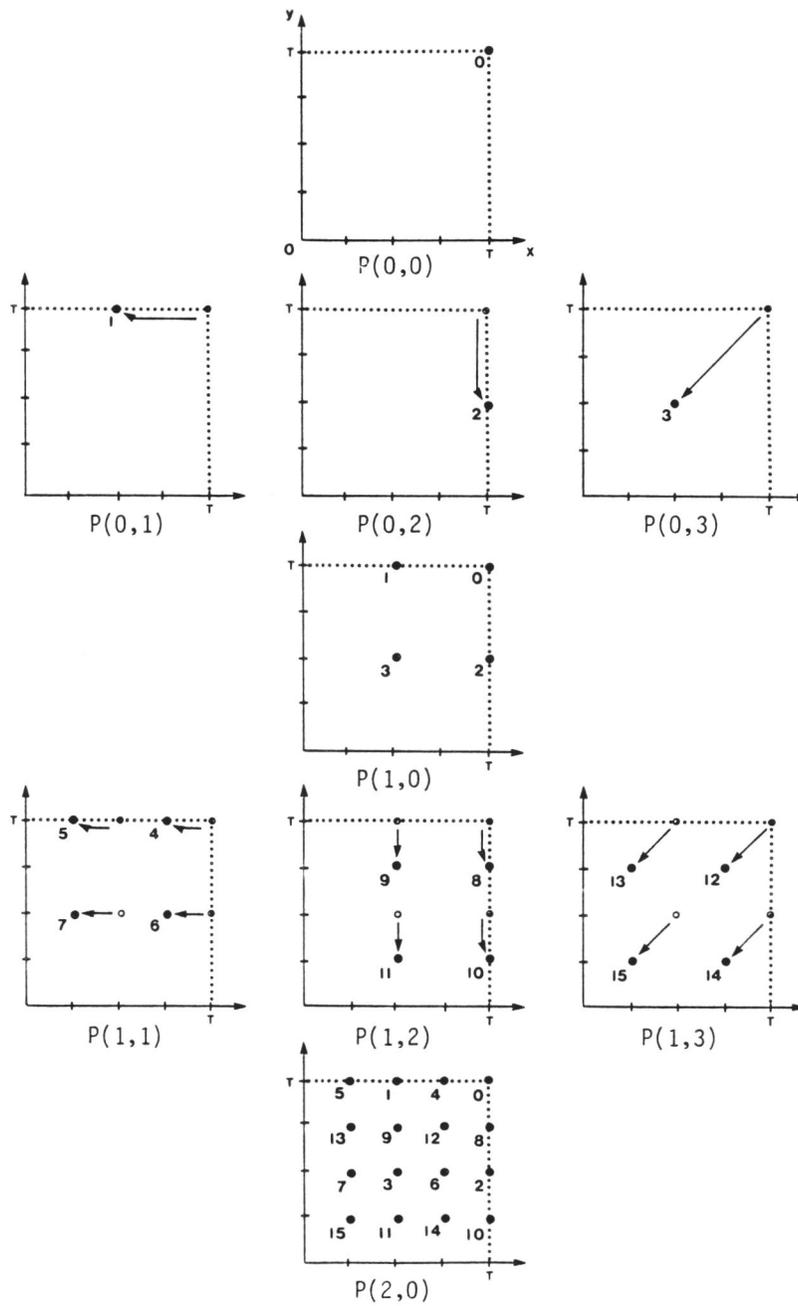 y
T
0
0 T x
P(0,0)
T
1
T
P(0,1)
2
T
P(0,2)
T
3
T
P(0,3)
T
1 0
3 2
T
P(1,0)
T
5 4
7 6
T
P(1,1)
9 8
11 10
T
P(1,2)
T
13 12
15 14
T
P(1,3)
T
5 1 4 0
13 9 12 8
7 3 6 2
15 11 14 10
T
P(2,0)